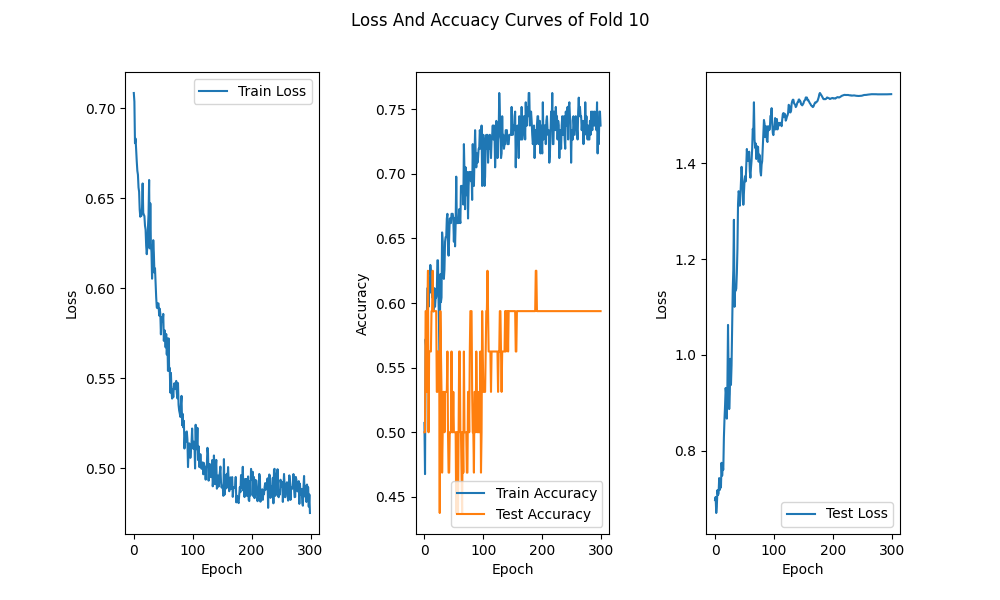 Loss And Accuacy Curves of Fold 10
Loss
0.70
0.65
0.60
0.55
0.50
Train Loss
0 100 200 300
Epoch
Accuracy
0.75
0.70
0.65
0.60
0.55
0.50
0.45
Train Accuracy
Test Accuracy
0 100 200 300
Epoch
Loss
1.4
1.2
1.0
0.8
Test Loss
0 100 200 300
Epoch